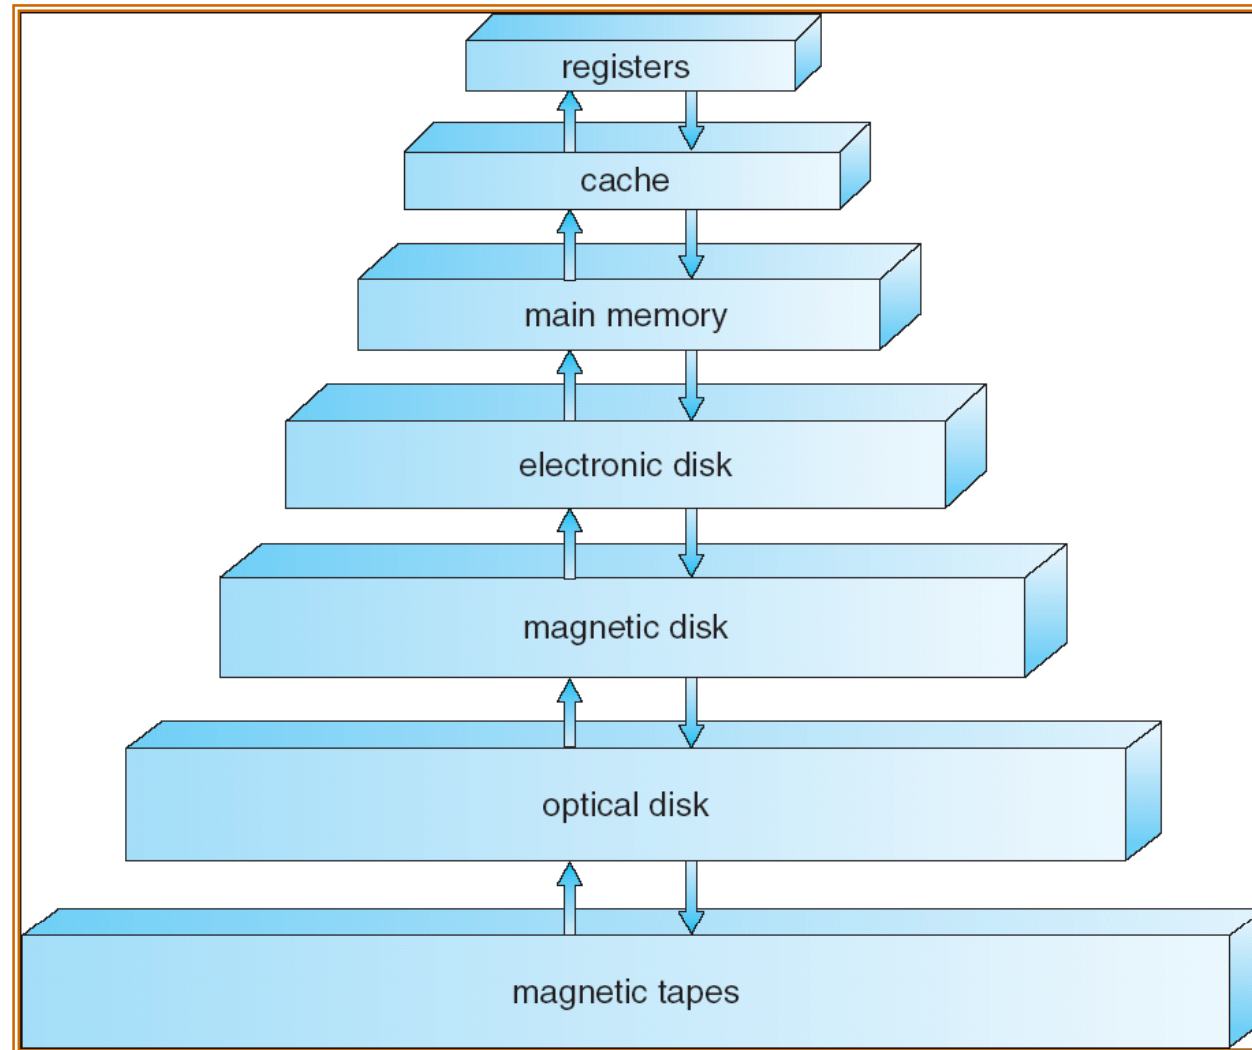 registers
cache
main memory
electronic disk
magnetic disk
optical disk
magnetic tapes